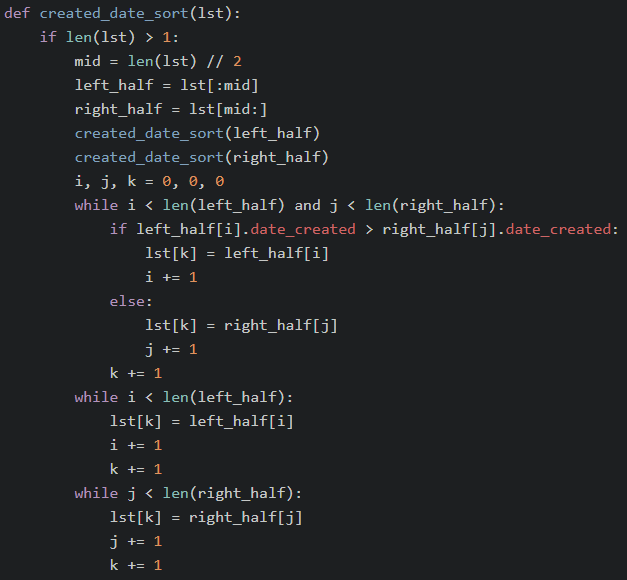 def created_date_sort(lst):
    if len(lst) > 1:
        mid = len(lst) // 2
        left_half = lst[:mid]
        right_half = lst[mid:]
        created_date_sort(left_half)
        created_date_sort(right_half)
        i, j, k = 0, 0, 0
        while i < len(left_half) and j < len(right_half):
            if left_half[i].date_created > right_half[j].date_created:
                lst[k] = left_half[i]
                i += 1
            else:
                lst[k] = right_half[j]
                j += 1
            k += 1
        while i < len(left_half):
            lst[k] = left_half[i]
            i += 1
            k += 1
        while j < len(right_half):
            lst[k] = right_half[j]
            j += 1
            k += 1